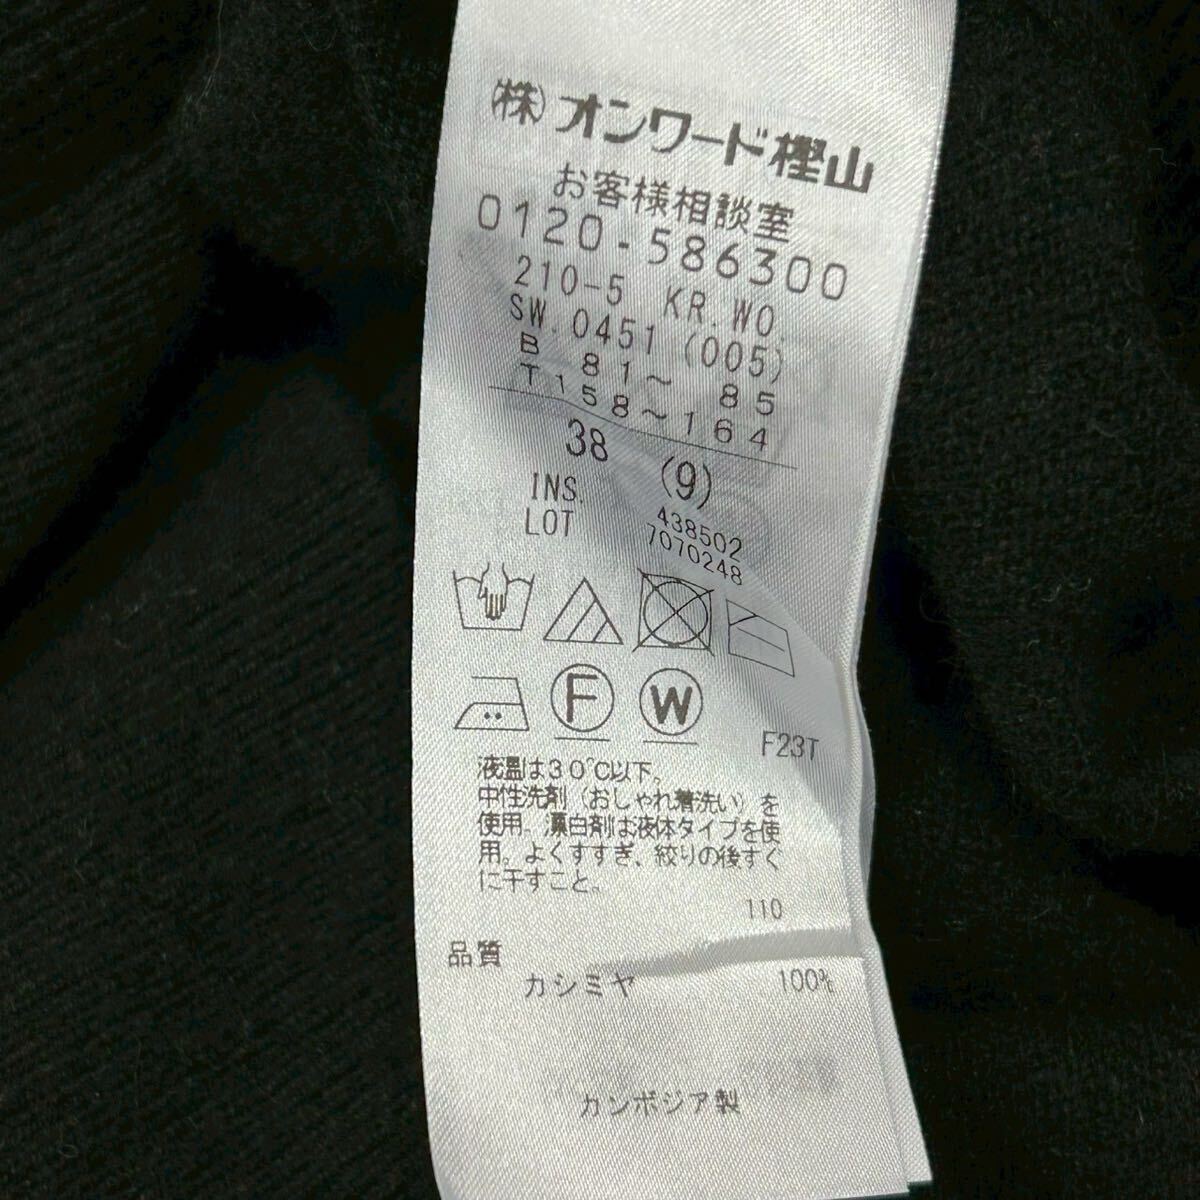 ㈱オンワード樫山
お客様相談室
0120-586300
210-5 KR.WO.
SW.0451 (005)
B 81～ 85
T158～164
38 (9)
INS. 438502
LOT 7070248
F W
F23T
液温は30℃以下。
中性洗剤（おしゃれ着洗い）を
使用。漂白剤は液体タイプを使
用。よくすすぎ、絞りの後すぐ
に干すこと。
110
品質
カシミヤ 100%
カンボジア製